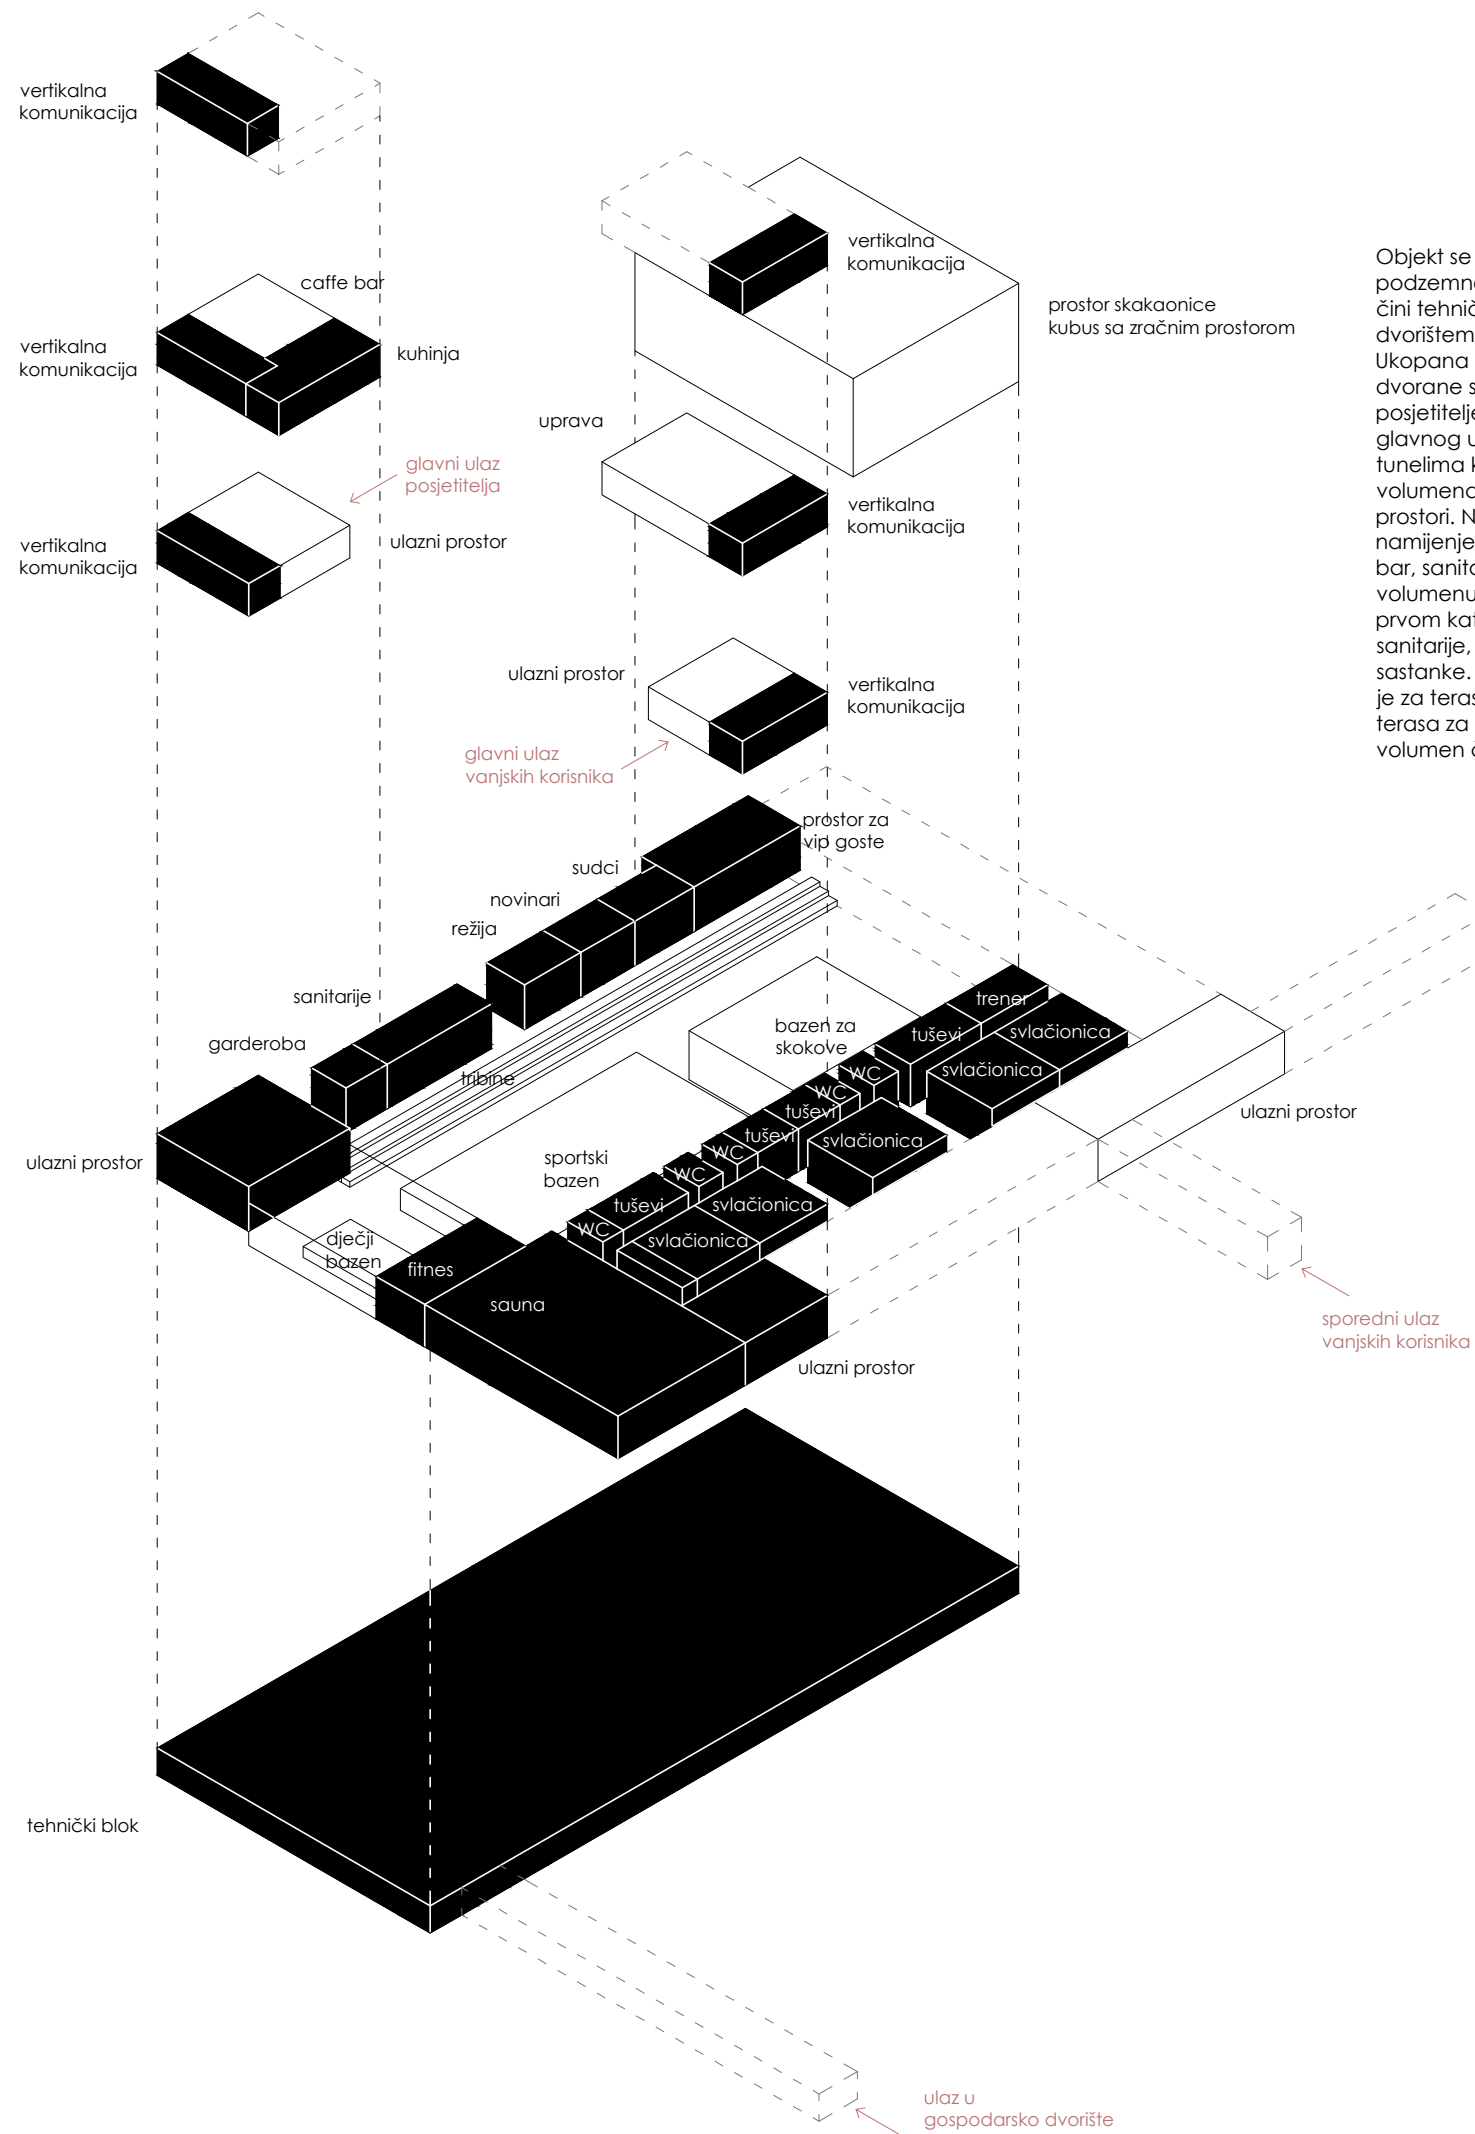 vertikalna
komunikacija
caffe bar
vertikalna
komunikacija
kuhinja
glavni ulaz
posjetitelja
vertikalna
komunikacija
ulazni prostor
vertikalna
komunikacija
prostor skakaonice
kubus sa zračnim prostorom
uprava
vertikalna
komunikacija
ulazni prostor
vertikalna
komunikacija
glavni ulaz
vanjskih korisnika
Objekt se
podzemn
čini tehnič
dvorištem
Ukopana
dvorane s
posjetitelje
glavnog u
tunelima k
volumena
prostori. N
namijenje
bar, sanita
volumenu
prvom kat
sanitarije,
sastanke.
je za teras
terasa za
volumen č
prostor za
vip goste
sudci
novinari
režija
sanitarije
garderoba
tribine
ulazni prostor
bazen za
skokove
trener
tuševi
svlačionica
svlačionica
WC
WC
tuševi
tuševi
svlačionica
WC
WC
tuševi
svlačionica
WC
svlačionica
sportski
bazen
dječji
bazen
fitnes
sauna
ulazni prostor
ulazni prostor
sporedni ulaz
vanjskih korisnika
tehnički blok
ulaz u
gospodarsko dvorište